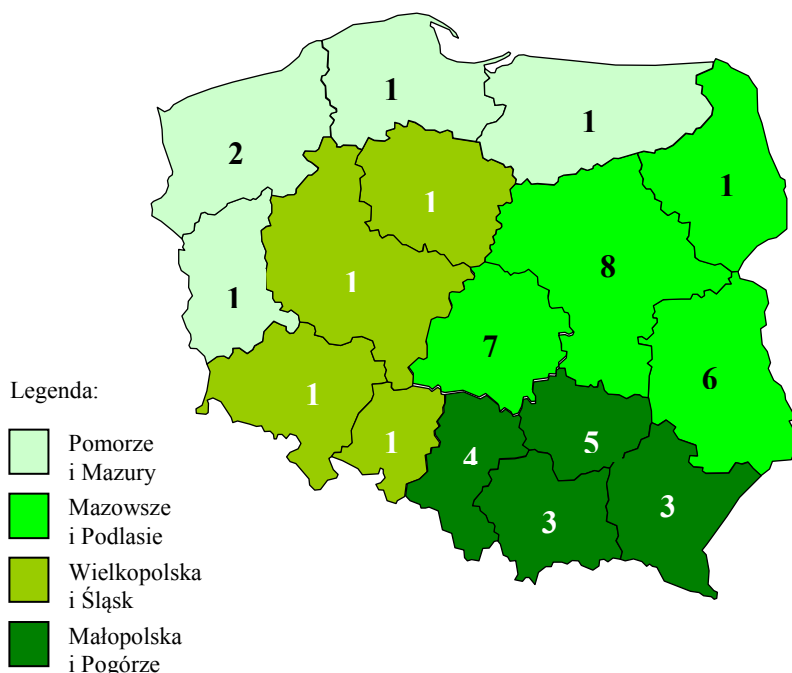 1
1
2
1
1
8
1
1
7
6
1
1
5
4
3
3
Legenda:
Pomorze
i Mazury
Mazowsze
i Podlasie
Wielkopolska
i Śląsk
Małopolska
i Pogórze